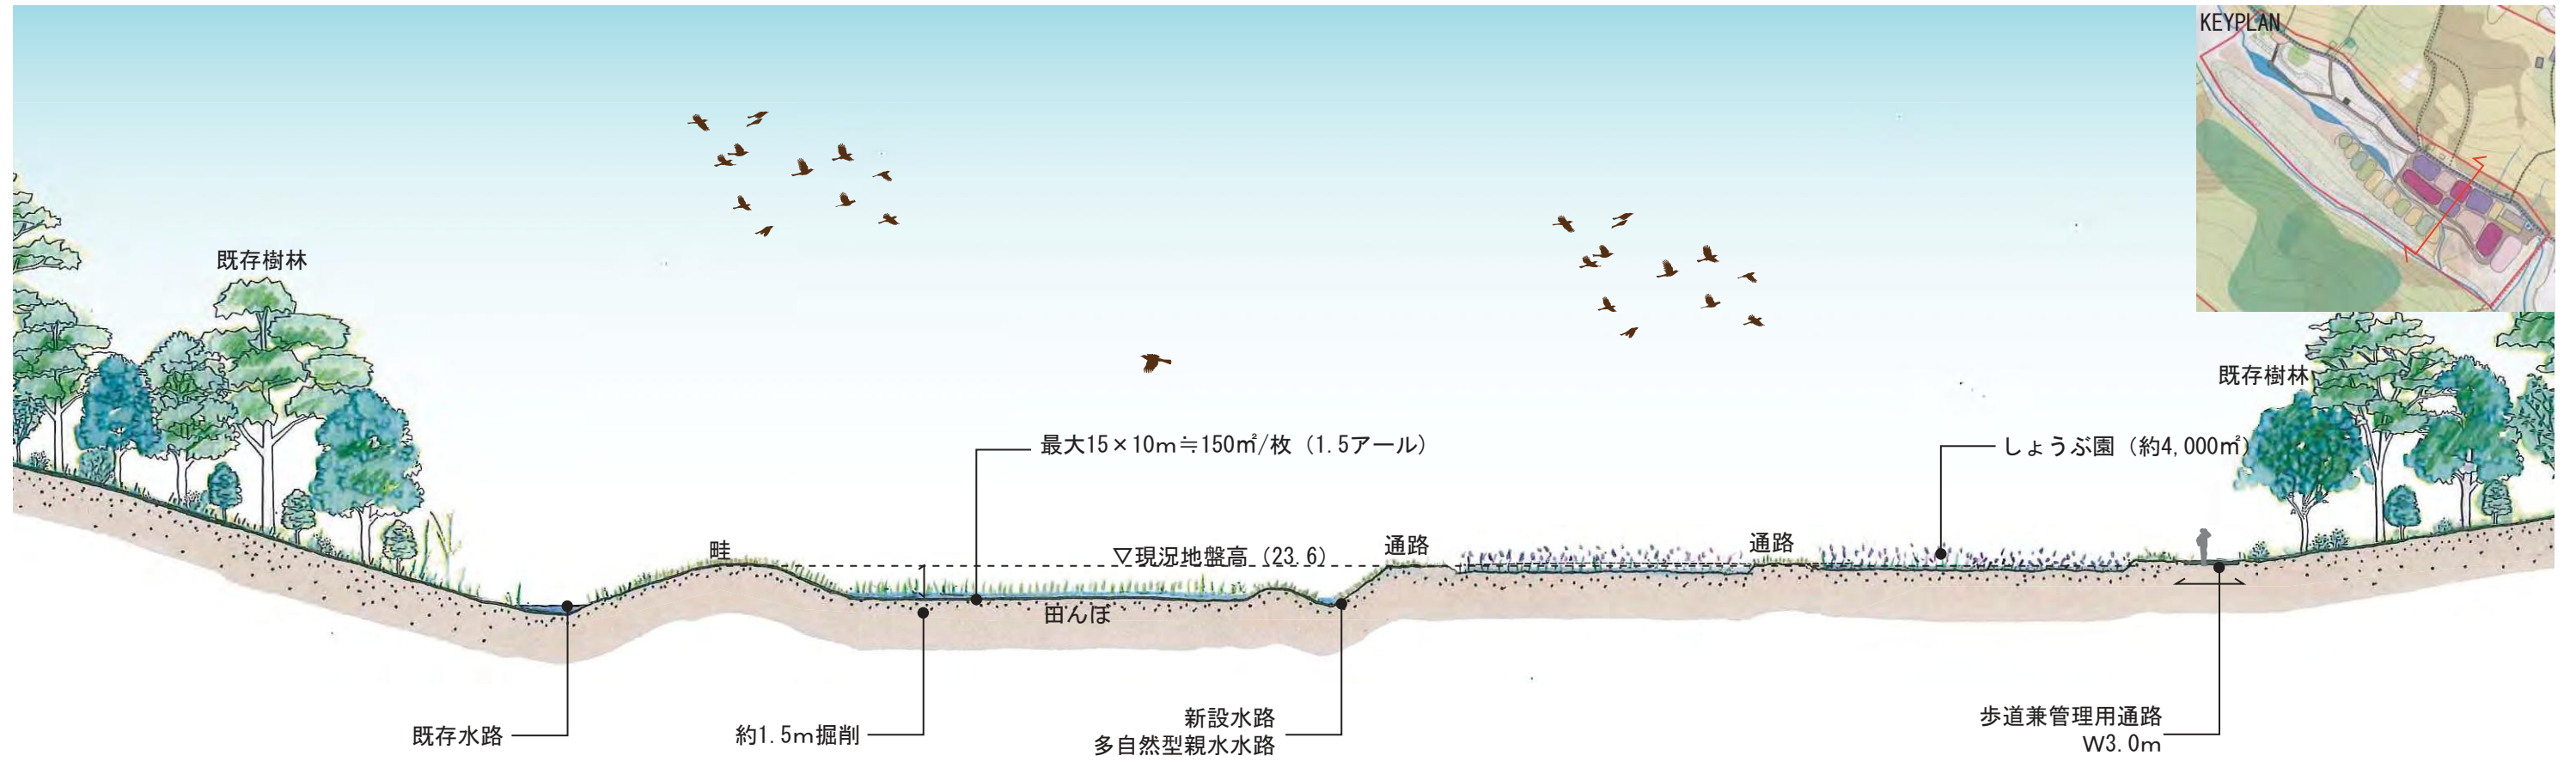 KEYPLAN
既存樹林
既存樹林
最大15×10m≒150㎡/枚（1.5アール）
しょうぶ園（約4,000㎡）
畦
▽現況地盤高（23.6）
通路
通路
田んぼ
既存水路
約1.5m掘削
新設水路
多自然型親水水路
歩道兼管理用通路
W3.0m